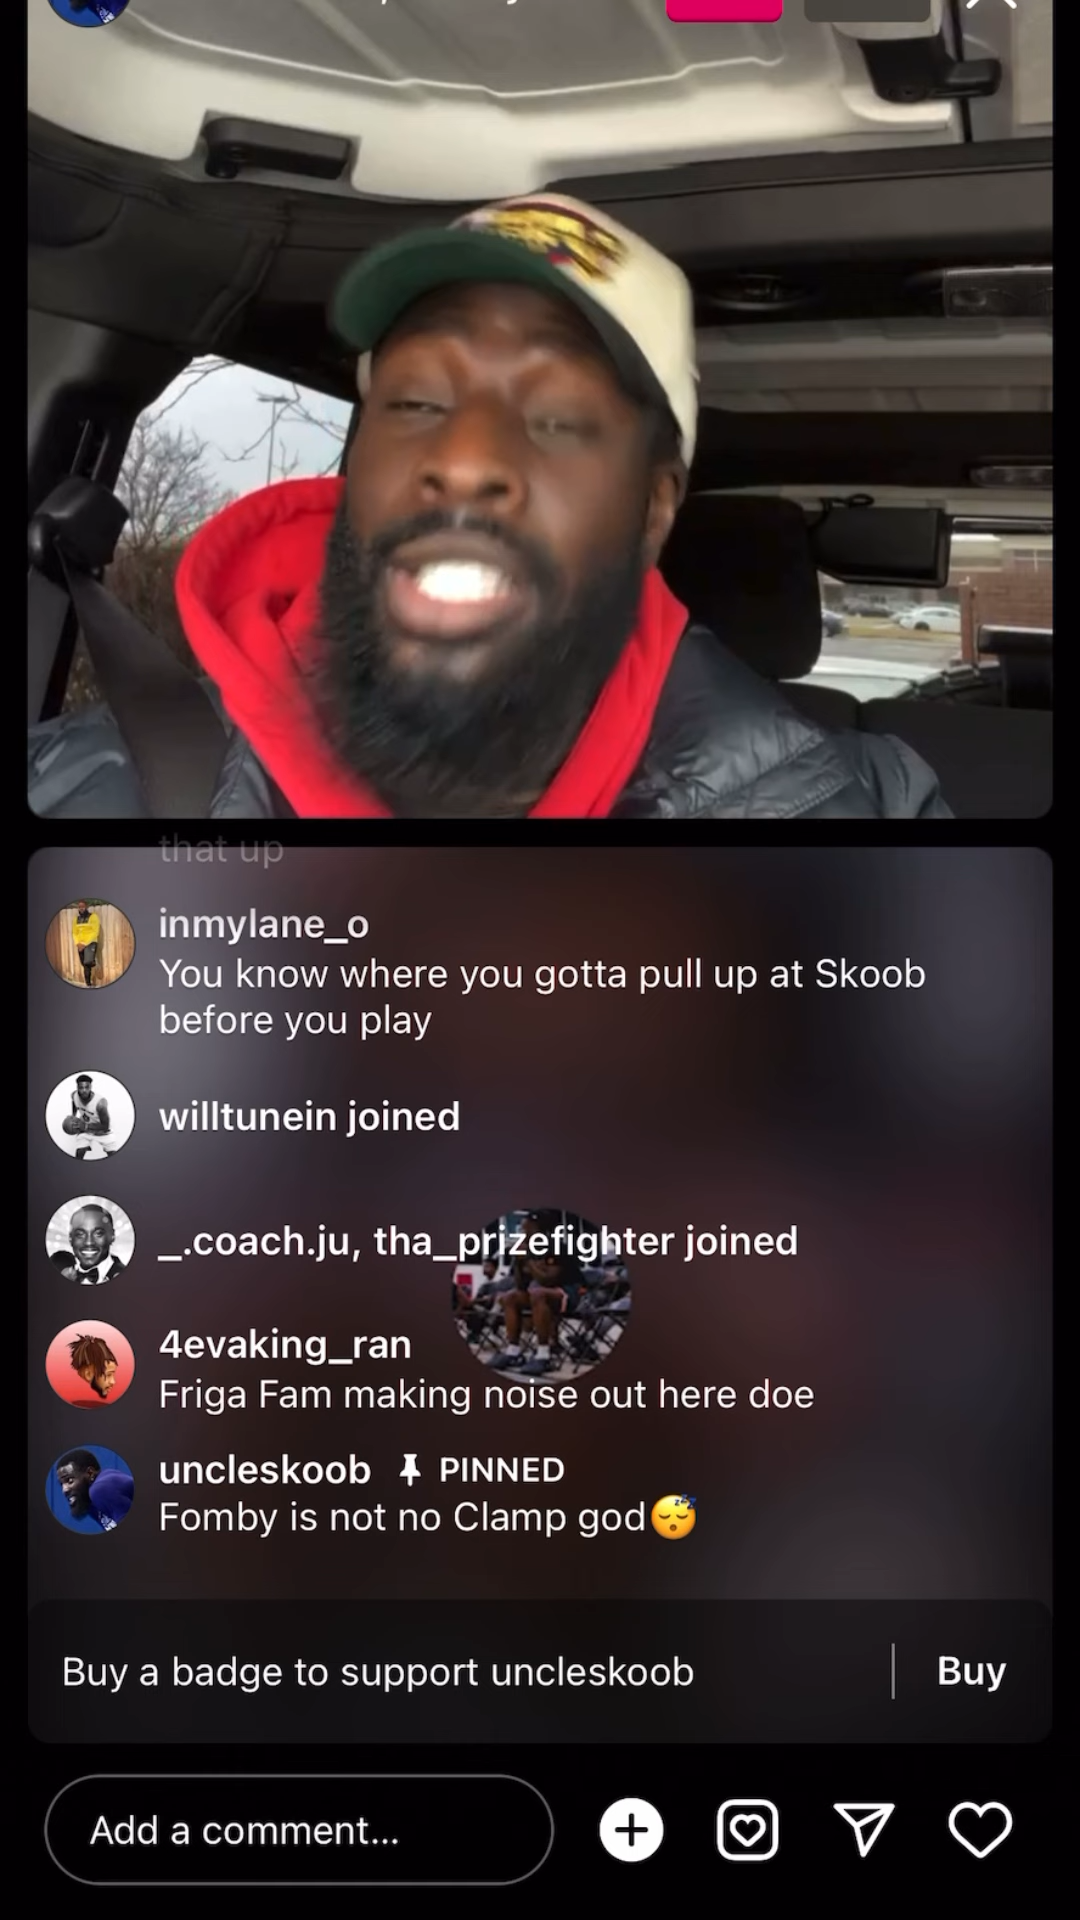 that up
inmylane_o
You know where you gotta pull up at Skoob
before you play
willtunein joined
_.coach.ju, tha_prizefighter joined
4evaking_ran
Friga Fam making noise out here doe
uncleskoob PINNED
Fomby is not no Clamp god😴
Buy a badge to support uncleskoob
Buy
Add a comment...